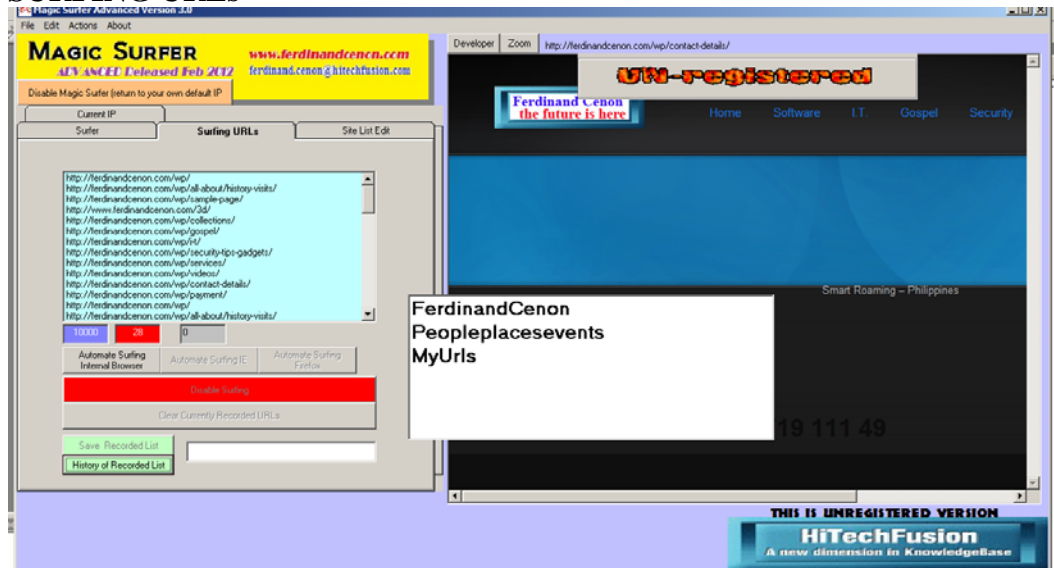 SURFING URLS
Magic Surfer Advanced Version 3.0
File Edit Actions About
MAGIC SURFER
ADVANCED Released Feb 2012
www.ferdinandcenon.com
ferdinand.cenon@hitechfusion.com
Disable Magic Surfer (return to your own default IP
Current IP
Surfer Surfing URLs Site List Edit
http://ferdinandcenon.com/wp/
http://ferdinandcenon.com/wp/all-about/history-visits/
http://ferdinandcenon.com/wp/sample-page/
http://www.ferdinandcenon.com/3d/
http://ferdinandcenon.com/wp/collections/
http://ferdinandcenon.com/wp/gospel/
http://ferdinandcenon.com/wp/i-t/
http://ferdinandcenon.com/wp/security-tips-gadgets/
http://ferdinandcenon.com/wp/services/
http://ferdinandcenon.com/wp/videos/
http://ferdinandcenon.com/wp/contact-details/
http://ferdinandcenon.com/wp/payment/
http://ferdinandcenon.com/wp/
http://ferdinandcenon.com/wp/all-about/history-visits/
10000 28 0
Automate Surfing
Internal Browser
Automate Surfing IE
Automate Surfing
Firefox
Disable Surfing
Clear Currently Recorded URLs
Save Recorded List
History of Recorded List
Developer Zoom http://ferdinandcenon.com/wp/contact-details/
UN-registered
Ferdinand Cenon
the future is here
Home Software I.T. Gospel Security
Smart Roaming – Philippines
FerdinandCenon
Peopleplacesevents
MyUrls
19 111 49
THIS IS UNREGISTERED VERSION
HiTechFusion
A new dimension in KnowledgeBase